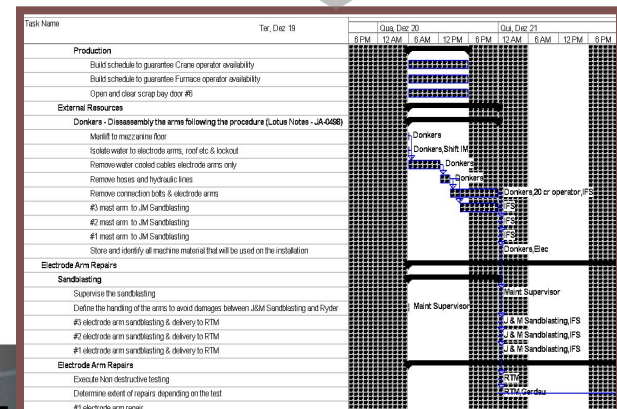 Task Name
Ter, Dez 19
Qua, Dez 20
Qui, Dez 21
6 PM 12 AM 6 AM 12 PM 6 PM 12 AM 6 AM 12 PM 6 PM
Production
Build schedule to guarantee Crane operator availability
Build schedule to guarantee Furnace operator availability
Open and clear scrap bay door #6
External Resources
Donkers - Disassembly the arms following the procedure (Lotus Notes - JA-0498)
Manlift to mezzanine floor Donkers
Isolate water to electrode arms, roof etc & lockout Donkers,Shift IM
Remove water cooled cables electrode arms only Donkers
Remove hoses and hydraulic lines Donkers
Remove connection bolts & electrode arms Donkers,20 cr operator,IFS
#3 mast arm to JM Sandblasting IFS
#2 mast arm to JM Sandblasting IFS
#1 mast arm to JM Sandblasting IFS
Store and identify all machine material that will be used on the installation Donkers,Elec
Electrode Arm Repairs
Sandblasting
Supervise the sandblasting Maint Supervisor
Define the handling of the arms to avoid damages between J&M Sandblasting and Ryder Maint Supervisor
#3 electrode arm sandblasting & delivery to RTM J & M Sandblasting,IFS
#2 electrode arm sandblasting & delivery to RTM J & M Sandblasting,IFS
#1 electrode arm sandblasting & delivery to RTM J & M Sandblasting,IFS
Electrode Arm Repairs
Execute Non destructive testing RTM
Determine extent of repairs depending on the test RTM Gerdau
#1 electrode arm repair